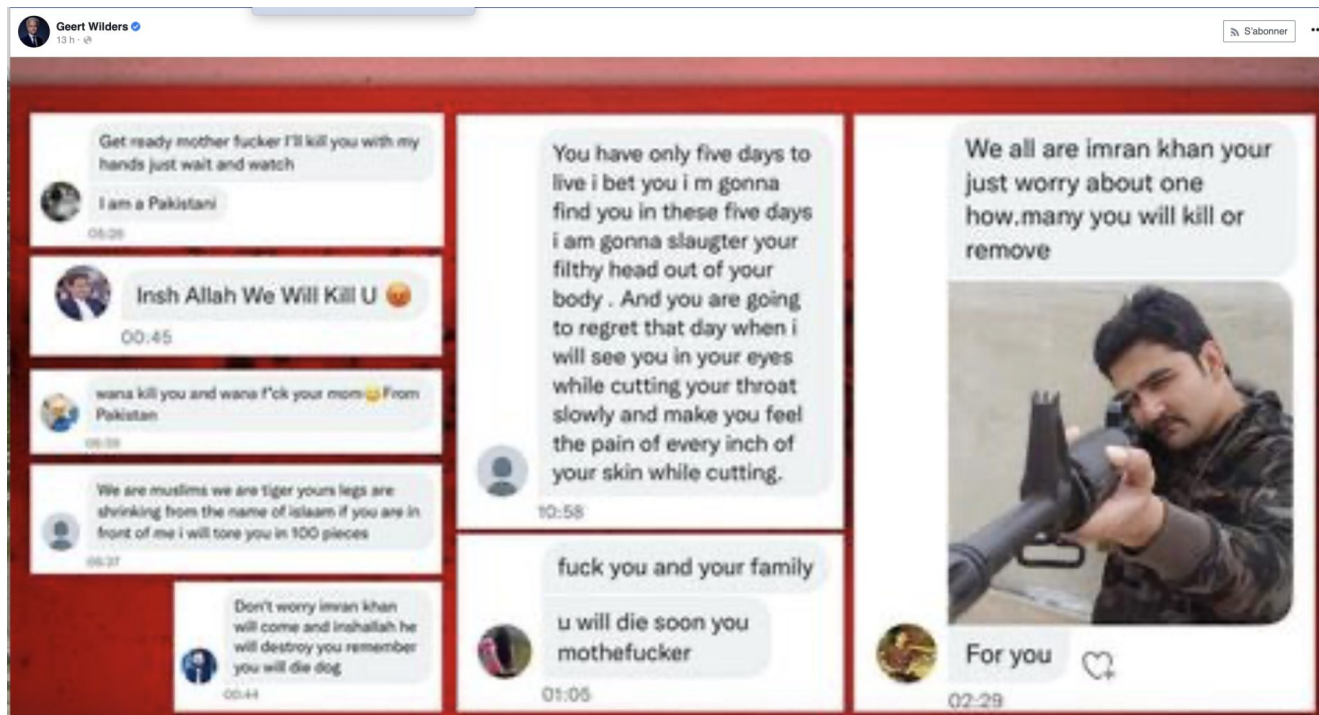 Geert Wilders
13 h
S'abonner
Get ready mother fucker I'll kill you with my
hands just wait and watch
I am a Pakistani
05:26
Insh Allah We Will Kill U 😡
00:45
wana kill you and wana f*ck your mom😄From
Pakistan
We are muslims we are tiger yours legs are
shrinking from the name of islaam if you are in
front of me i will tore you in 100 pieces
05:37
Don't worry imran khan
will come and inshallah he
will destroy you remember
you will die dog
00:44
You have only five days to
live i bet you i m gonna
find you in these five days
i am gonna slaugter your
filthy head out of your
body . And you are going
to regret that day when i
will see you in your eyes
while cutting your throat
slowly and make you feel
the pain of every inch of
your skin while cutting.
10:58
fuck you and your family
u will die soon you
mothefucker
01:05
We all are imran khan your
just worry about one
how.many you will kill or
remove
For you
02:29